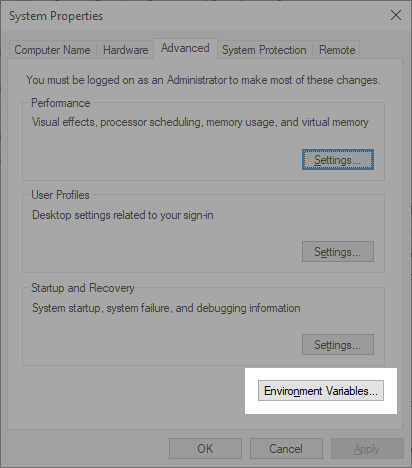 System Properties
Computer Name
Hardware
Advanced
System Protection
Remote
You must be logged on as an Administrator to make most of these changes.
Performance
Visual effects, processor scheduling, memory usage, and virtual memory
Settings...
User Profiles
Desktop settings related to your sign-in
Settings...
Startup and Recovery
System startup, system failure, and debugging information
Settings...
Environment Variables...
OK
Cancel
Apply